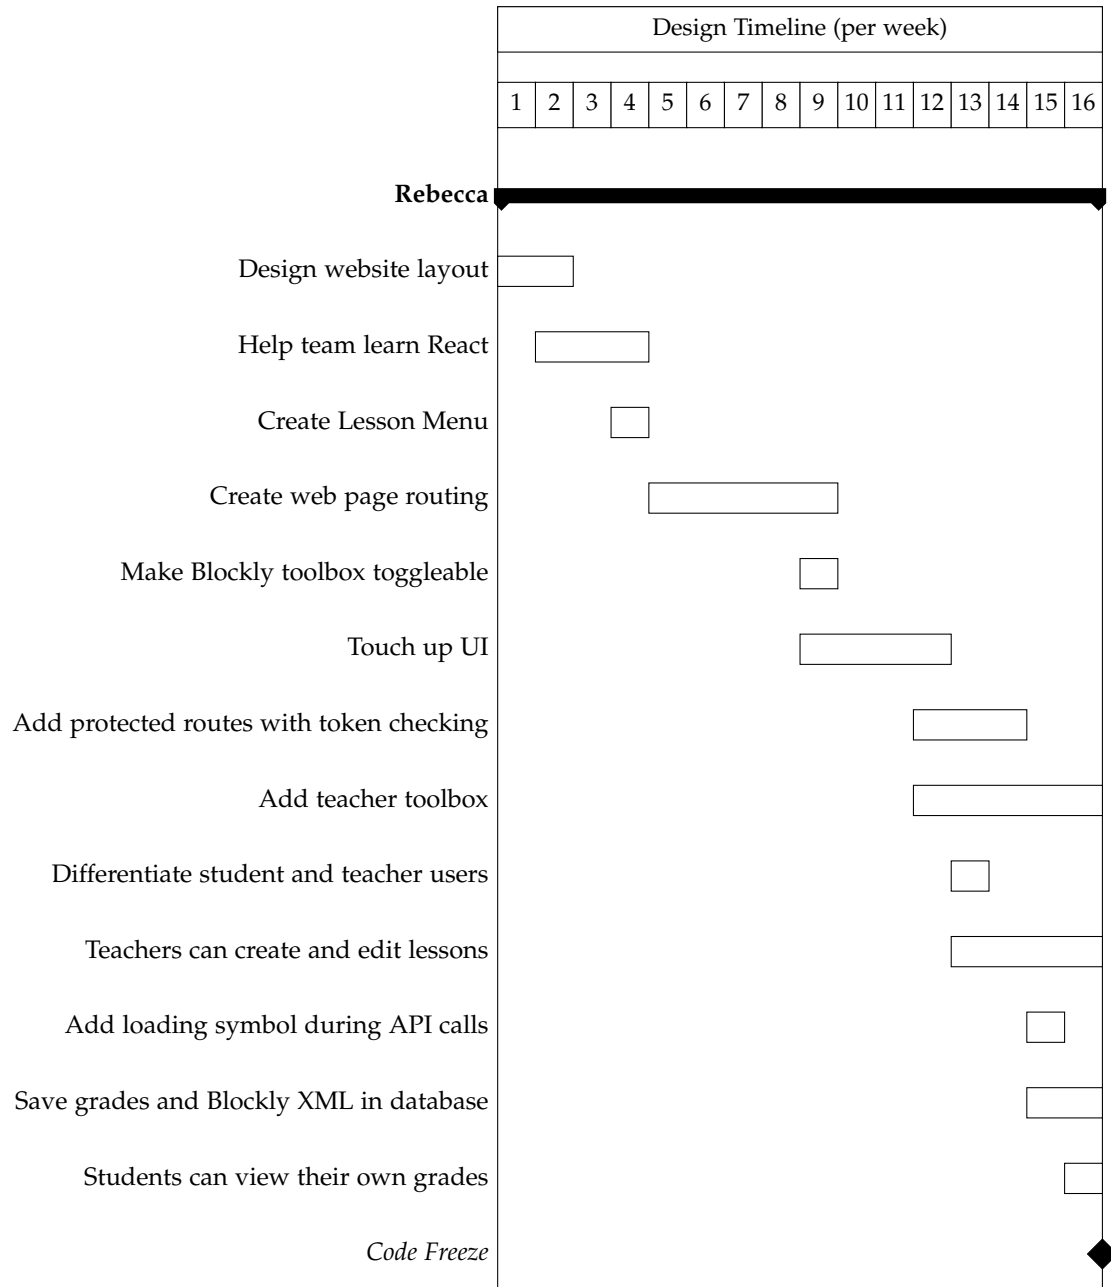 Design Timeline (per week)
1 2 3 4 5 6 7 8 9 10 11 12 13 14 15 16
Rebecca
Design website layout
Help team learn React
Create Lesson Menu
Create web page routing
Make Blockly toolbox toggleable
Touch up UI
Add protected routes with token checking
Add teacher toolbox
Differentiate student and teacher users
Teachers can create and edit lessons
Add loading symbol during API calls
Save grades and Blockly XML in database
Students can view their own grades
Code Freeze